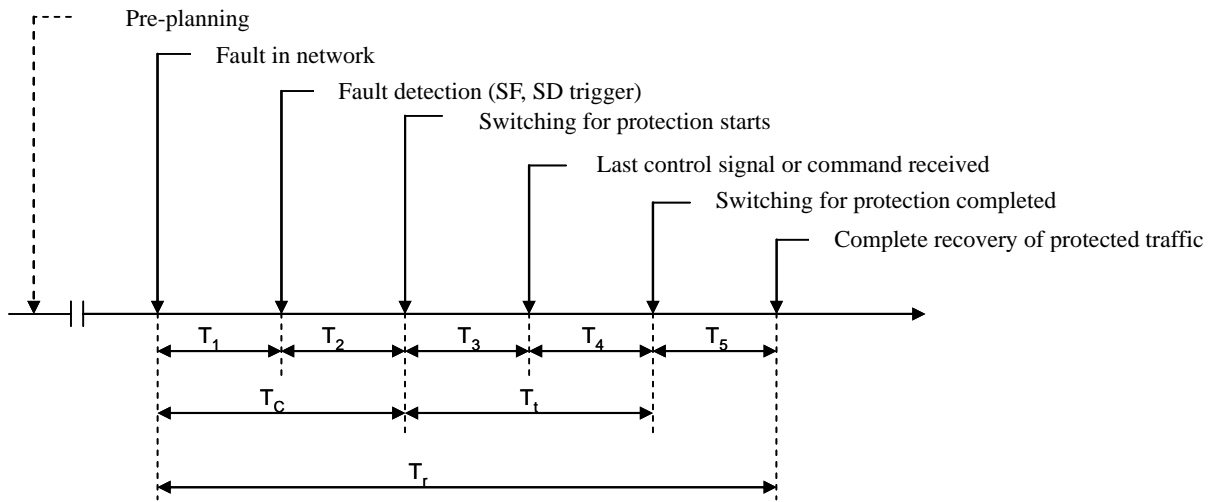 Pre-planning
Fault in network
Fault detection (SF, SD trigger)
Switching for protection starts
Last control signal or command received
Switching for protection completed
Complete recovery of protected traffic
T1 T2 T3 T4 T5
TC Tt
Tr